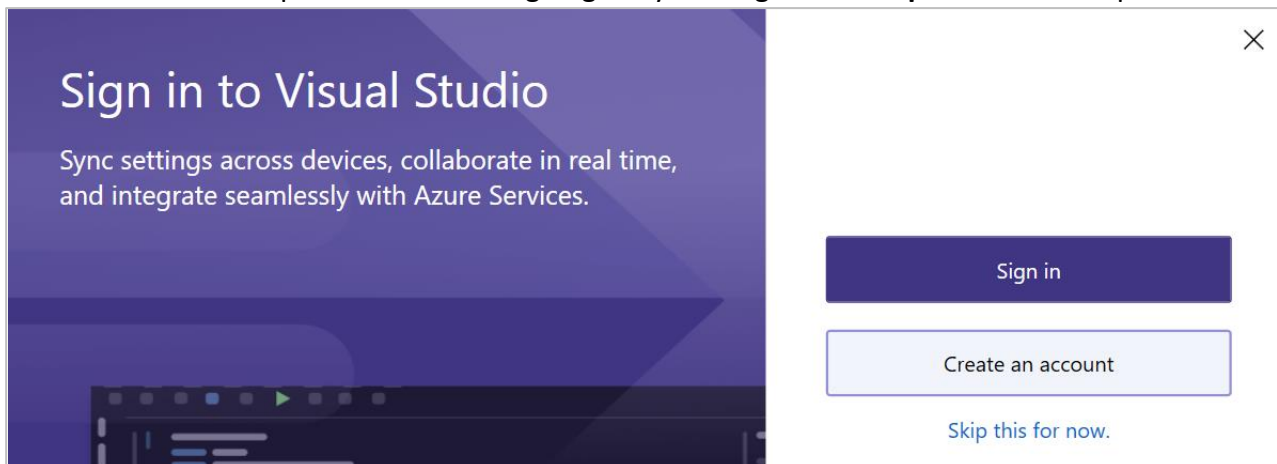 Sign in to Visual Studio
Sync settings across devices, collaborate in real time,
and integrate seamlessly with Azure Services.
Sign in
Create an account
Skip this for now.